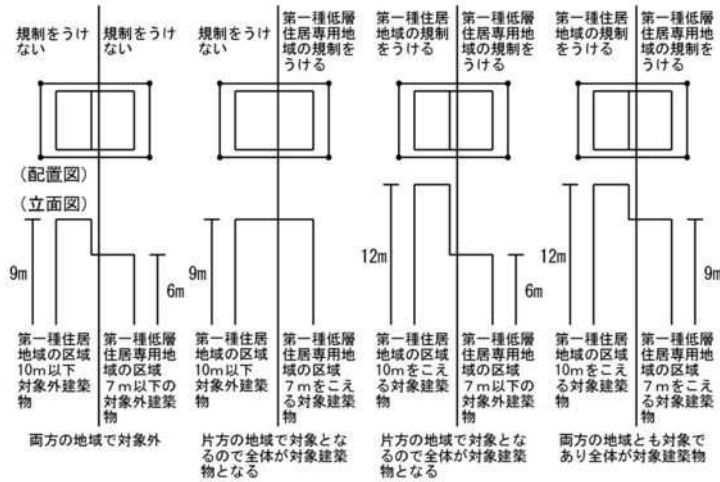 規制をうけ
ない
規制をうけ
ない
(配置図)
(立面図)
9m
6m
第一種住居
地域の区域
10m以下
対象外建築
物
第一種低層
住居専用地
域の区域
7m以下の
対象外建築
物
両方の地域で対象外
規制をうけ
ない
第一種低層
住居専用地
域の規制を
うける
9m
第一種住居
地域の区域
10m以下
対象外建築
物
第一種低層
住居専用地
域の区域
7mをこえ
る対象建築
物
片方の地域で対象とな
るので全体が対象建築
物となる
第一種住居
地域の規制
をうける
第一種低層
住居専用地
域の規制を
うける
12m
6m
第一種住居
地域の区域
10mをこえ
る対象建築
物
第一種低層
住居専用地
域の区域
7m以下の
対象外建築
物
片方の地域で対象とな
るので全体が対象建築
物となる
第一種住居
地域の規制
をうける
第一種低層
住居専用地
域の規制を
うける
12m
9m
第一種住居
地域の区域
10mをこえ
る対象建築
物
第一種低層
住居専用地
域の区域
7mをこえ
る対象建築
物
両方の地域とも対象で
あり全体が対象建築物